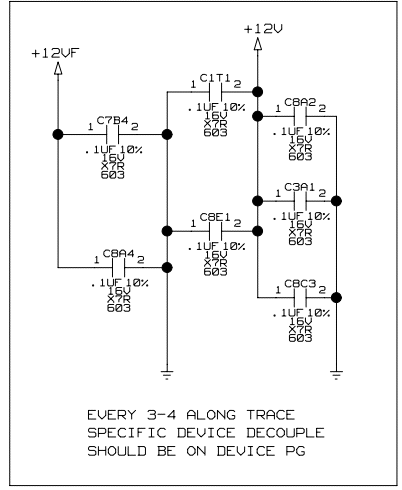 +12V
+12VF
C1T1
1 2
.1UF 10%
16V
X7R
603
C8A2
1 2
.1UF 10%
16V
X7R
603
C7B4
1 2
.1UF 10%
16V
X7R
603
C3A1
1 2
.1UF 10%
16V
X7R
603
C8E1
1 2
.1UF 10%
16V
X7R
603
C8A4
1 2
.1UF 10%
16V
X7R
603
C8C3
1 2
.1UF 10%
16V
X7R
603
EVERY 3-4 ALONG TRACE
SPECIFIC DEVICE DECOUPLE
SHOULD BE ON DEVICE PG